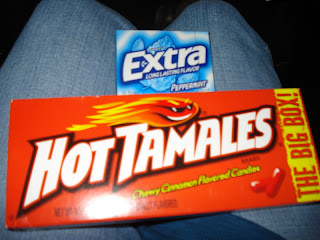 Extra
LONG LASTING FLAVOR
PEPPERMINT
HOT TAMALES
BRAND
Chewy Cinnamon Flavored Candies
THE BIG BOX!